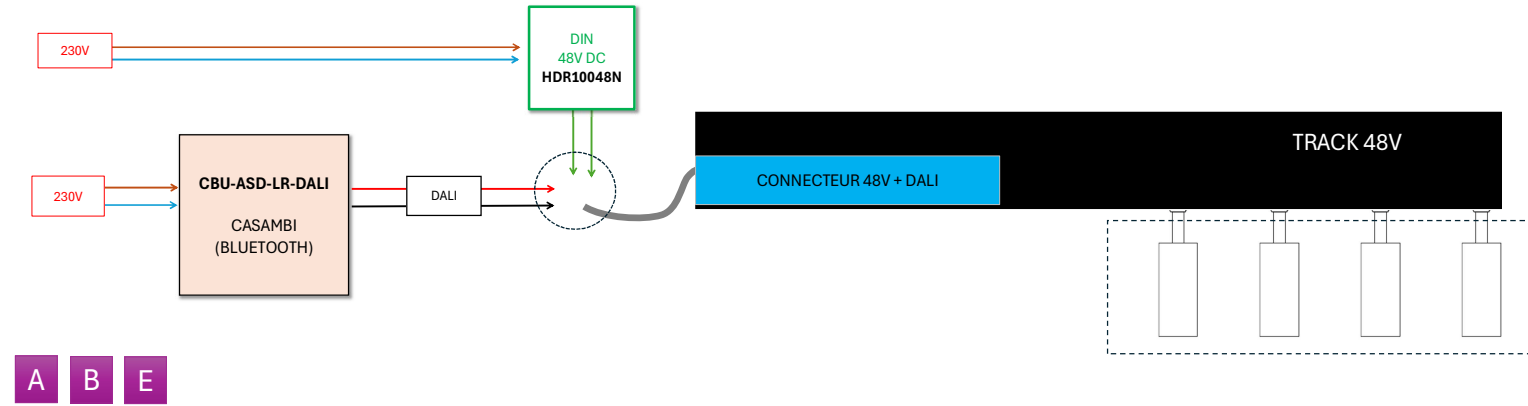 230V
DIN
48V DC
HDR10048N
TRACK 48V
230V
CBU-ASD-LR-DALI
CASAMBI
(BLUETOOTH)
DALI
CONNECTEUR 48V + DALI
A B E